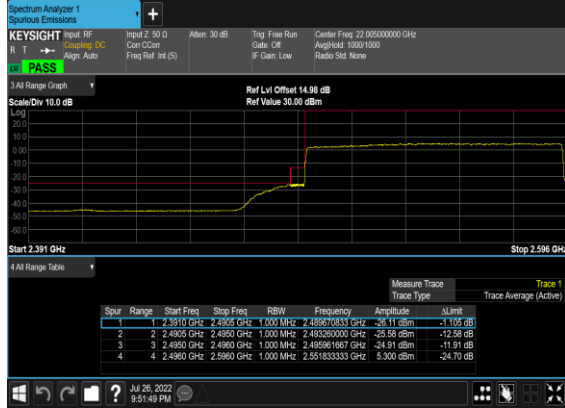 Spectrum Analyzer 1
Spurious Emissions
+
KEYSIGHT Input: RF Input Z: 50 Ω Atten: 30 dB Trig: Free Run Center Freq: 22.005000000 GHz
R T Coupling: DC Corr CCorr Gate: Off Avg|Hold: 1000/1000
Align: Auto Freq Ref: Int (S) IF Gain: Low Radio Std: None
PASS
3 All Range Graph
Ref Lvl Offset 14.98 dB
Scale/Div 10.0 dB Ref Value 30.00 dBm
Log
20.0
10.0
0.00
-10.0
-20.0
-30.0
-40.0
-50.0
-60.0
Start 2.391 GHz Stop 2.596 GHz
4 All Range Table
Measure Trace Trace 1
Trace Type Trace Average (Active)
Spur Range Start Freq Stop Freq RBW Frequency Amplitude ΔLimit
1 1 2.3910 GHz 2.4905 GHz 1.000 MHz 2.489670833 GHz -26.11 dBm -1.105 dB
2 2 2.4905 GHz 2.4950 GHz 1.000 MHz 2.493260000 GHz -25.58 dBm -12.58 dB
3 3 2.4950 GHz 2.4960 GHz 1.000 MHz 2.495961667 GHz -24.91 dBm -11.91 dB
4 4 2.4960 GHz 2.5960 GHz 1.000 MHz 2.551833333 GHz 5.300 dBm -24.70 dB
? Jul 26, 2022
9:51:49 PM